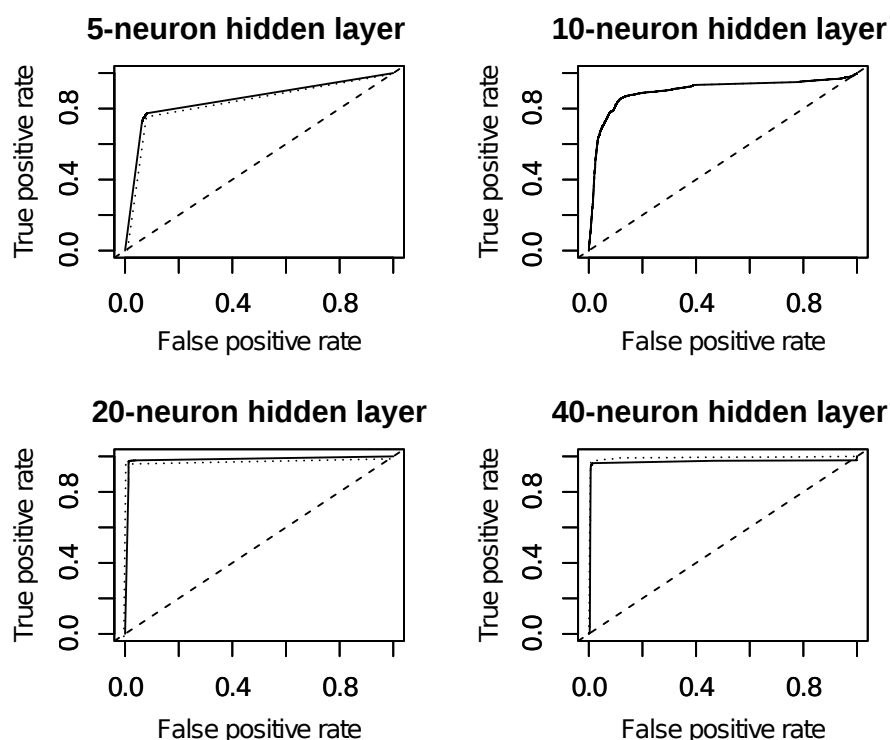 5-neuron hidden layer
True positive rate
0.0 0.4 0.8
0.0 0.4 0.8
False positive rate
10-neuron hidden layer
True positive rate
0.0 0.4 0.8
0.0 0.4 0.8
False positive rate
20-neuron hidden layer
True positive rate
0.0 0.4 0.8
0.0 0.4 0.8
False positive rate
40-neuron hidden layer
True positive rate
0.0 0.4 0.8
0.0 0.4 0.8
False positive rate